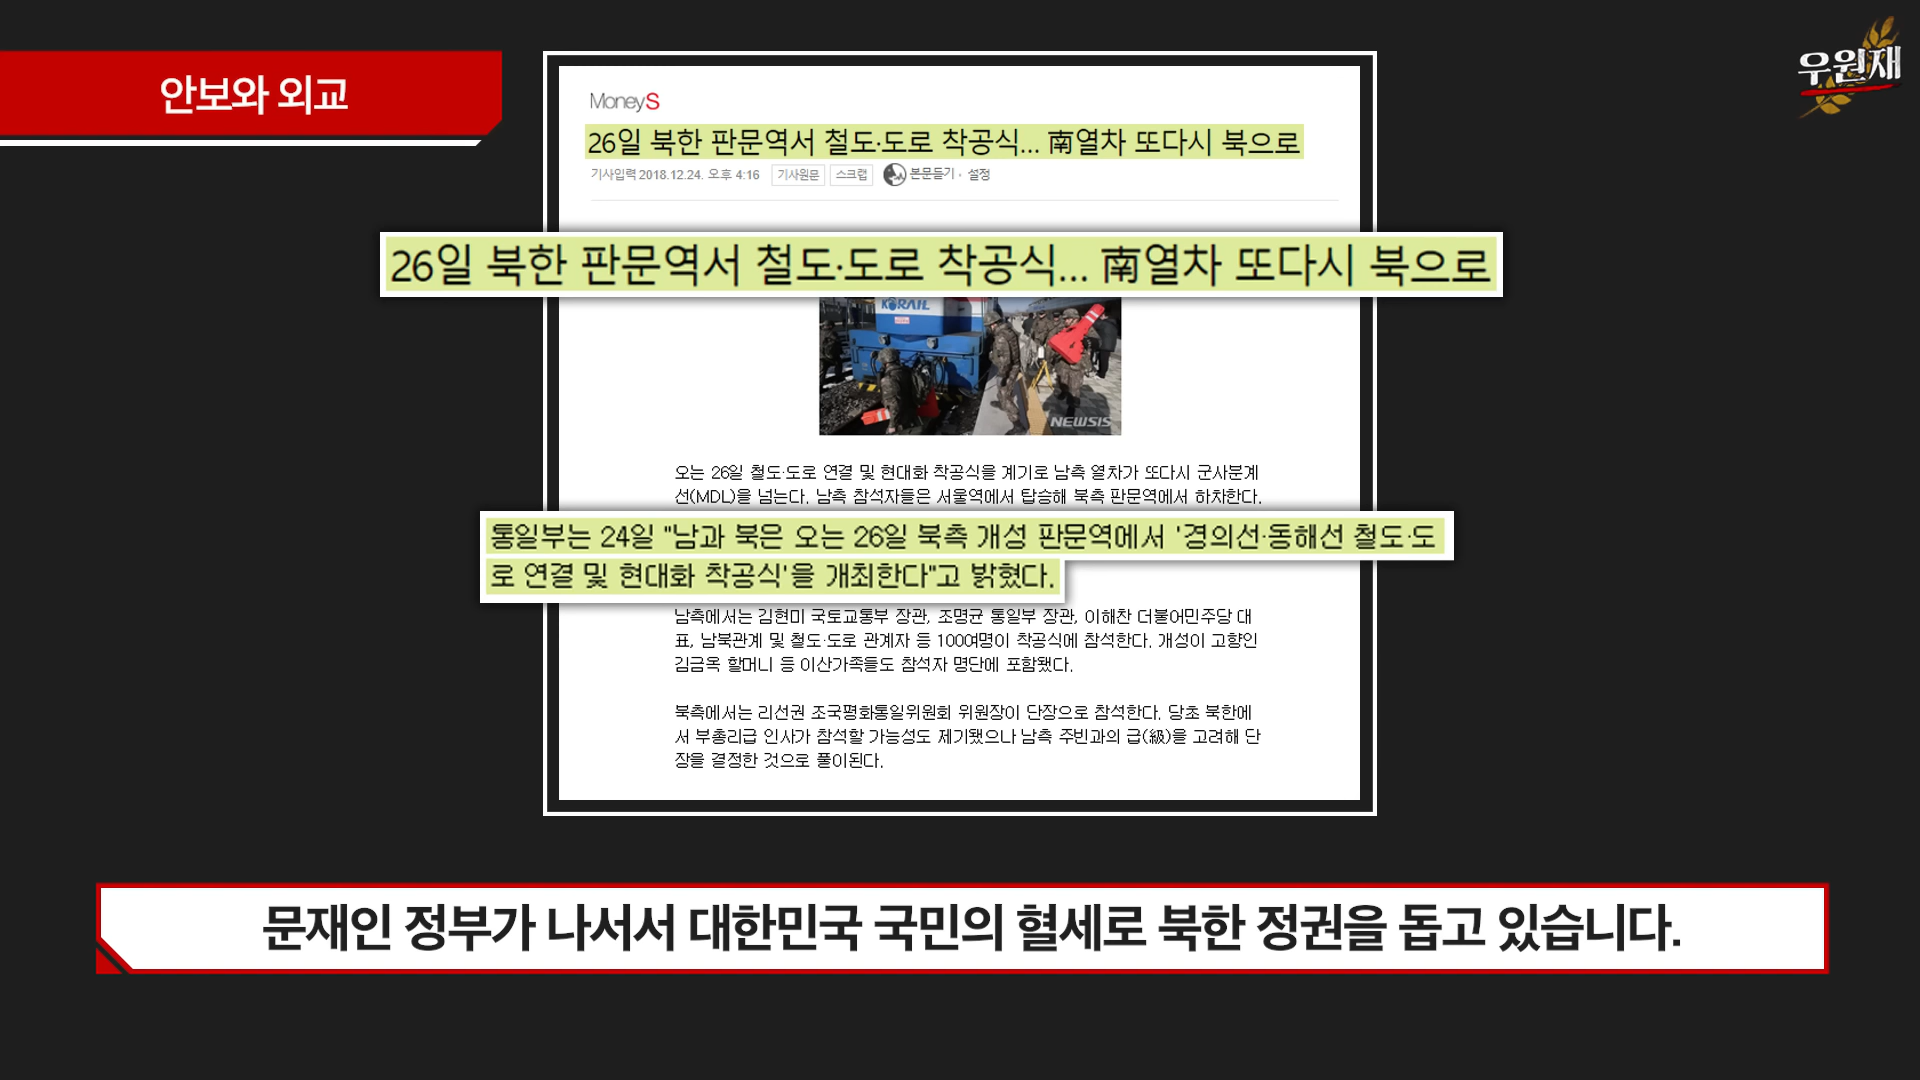 안보와 외교
우원재
MoneyS
26일 북한 판문역서 철도·도로 착공식... 南열차 또다시 북으로
기사입력 2018.12.24. 오후 4:16 기사원문 스크랩 본문듣기 · 설정
26일 북한 판문역서 철도·도로 착공식... 南열차 또다시 북으로
KORAIL
NEWSIS
오는 26일 철도·도로 연결 및 현대화 착공식을 계기로 남측 열차가 또다시 군사분계
선(MDL)을 넘는다. 남측 참석자들은 서울역에서 탑승해 북측 판문역에서 하차한다.
통일부는 24일 "남과 북은 오는 26일 북측 개성 판문역에서 '경의선·동해선 철도·도
로 연결 및 현대화 착공식'을 개최한다"고 밝혔다.
남측에서는 김현미 국토교통부 장관, 조명균 통일부 장관, 이해찬 더불어민주당 대
표, 남북관계 및 철도·도로 관계자 등 100여명이 착공식에 참석한다. 개성이 고향인
김금옥 할머니 등 이산가족들도 참석자 명단에 포함됐다.
북측에서는 리선권 조국평화통일위원회 위원장이 단장으로 참석한다. 당초 북한에
서 부총리급 인사가 참석할 가능성도 제기됐으나 남측 주빈과의 급(級)을 고려해 단
장을 결정한 것으로 풀이된다.
문재인 정부가 나서서 대한민국 국민의 혈세로 북한 정권을 돕고 있습니다.